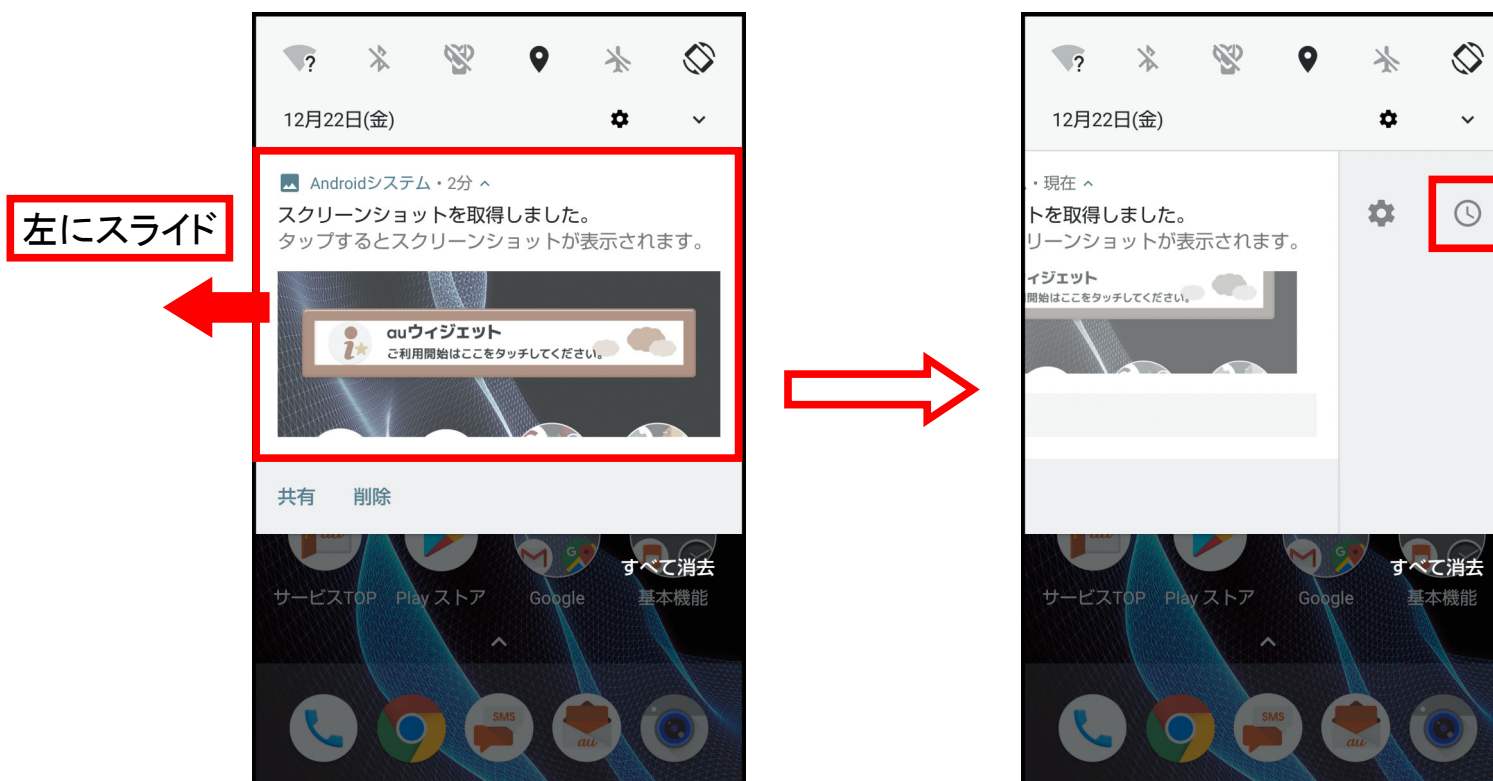 左にスライド
12月22日(金)
Androidシステム・2分
スクリーンショットを取得しました。
タップするとスクリーンショットが表示されます。
auウィジェット
ご利用開始はここをタッチしてください。
共有 削除
すべて消去
サービスTOP Play ストア Google 基本機能
SMS
au
12月22日(金)
・現在
トを取得しました。
リーンショットが表示されます。
ィジェット
開始はここをタッチしてください。
すべて消去
サービスTOP Play ストア Google 基本機能
SMS
au